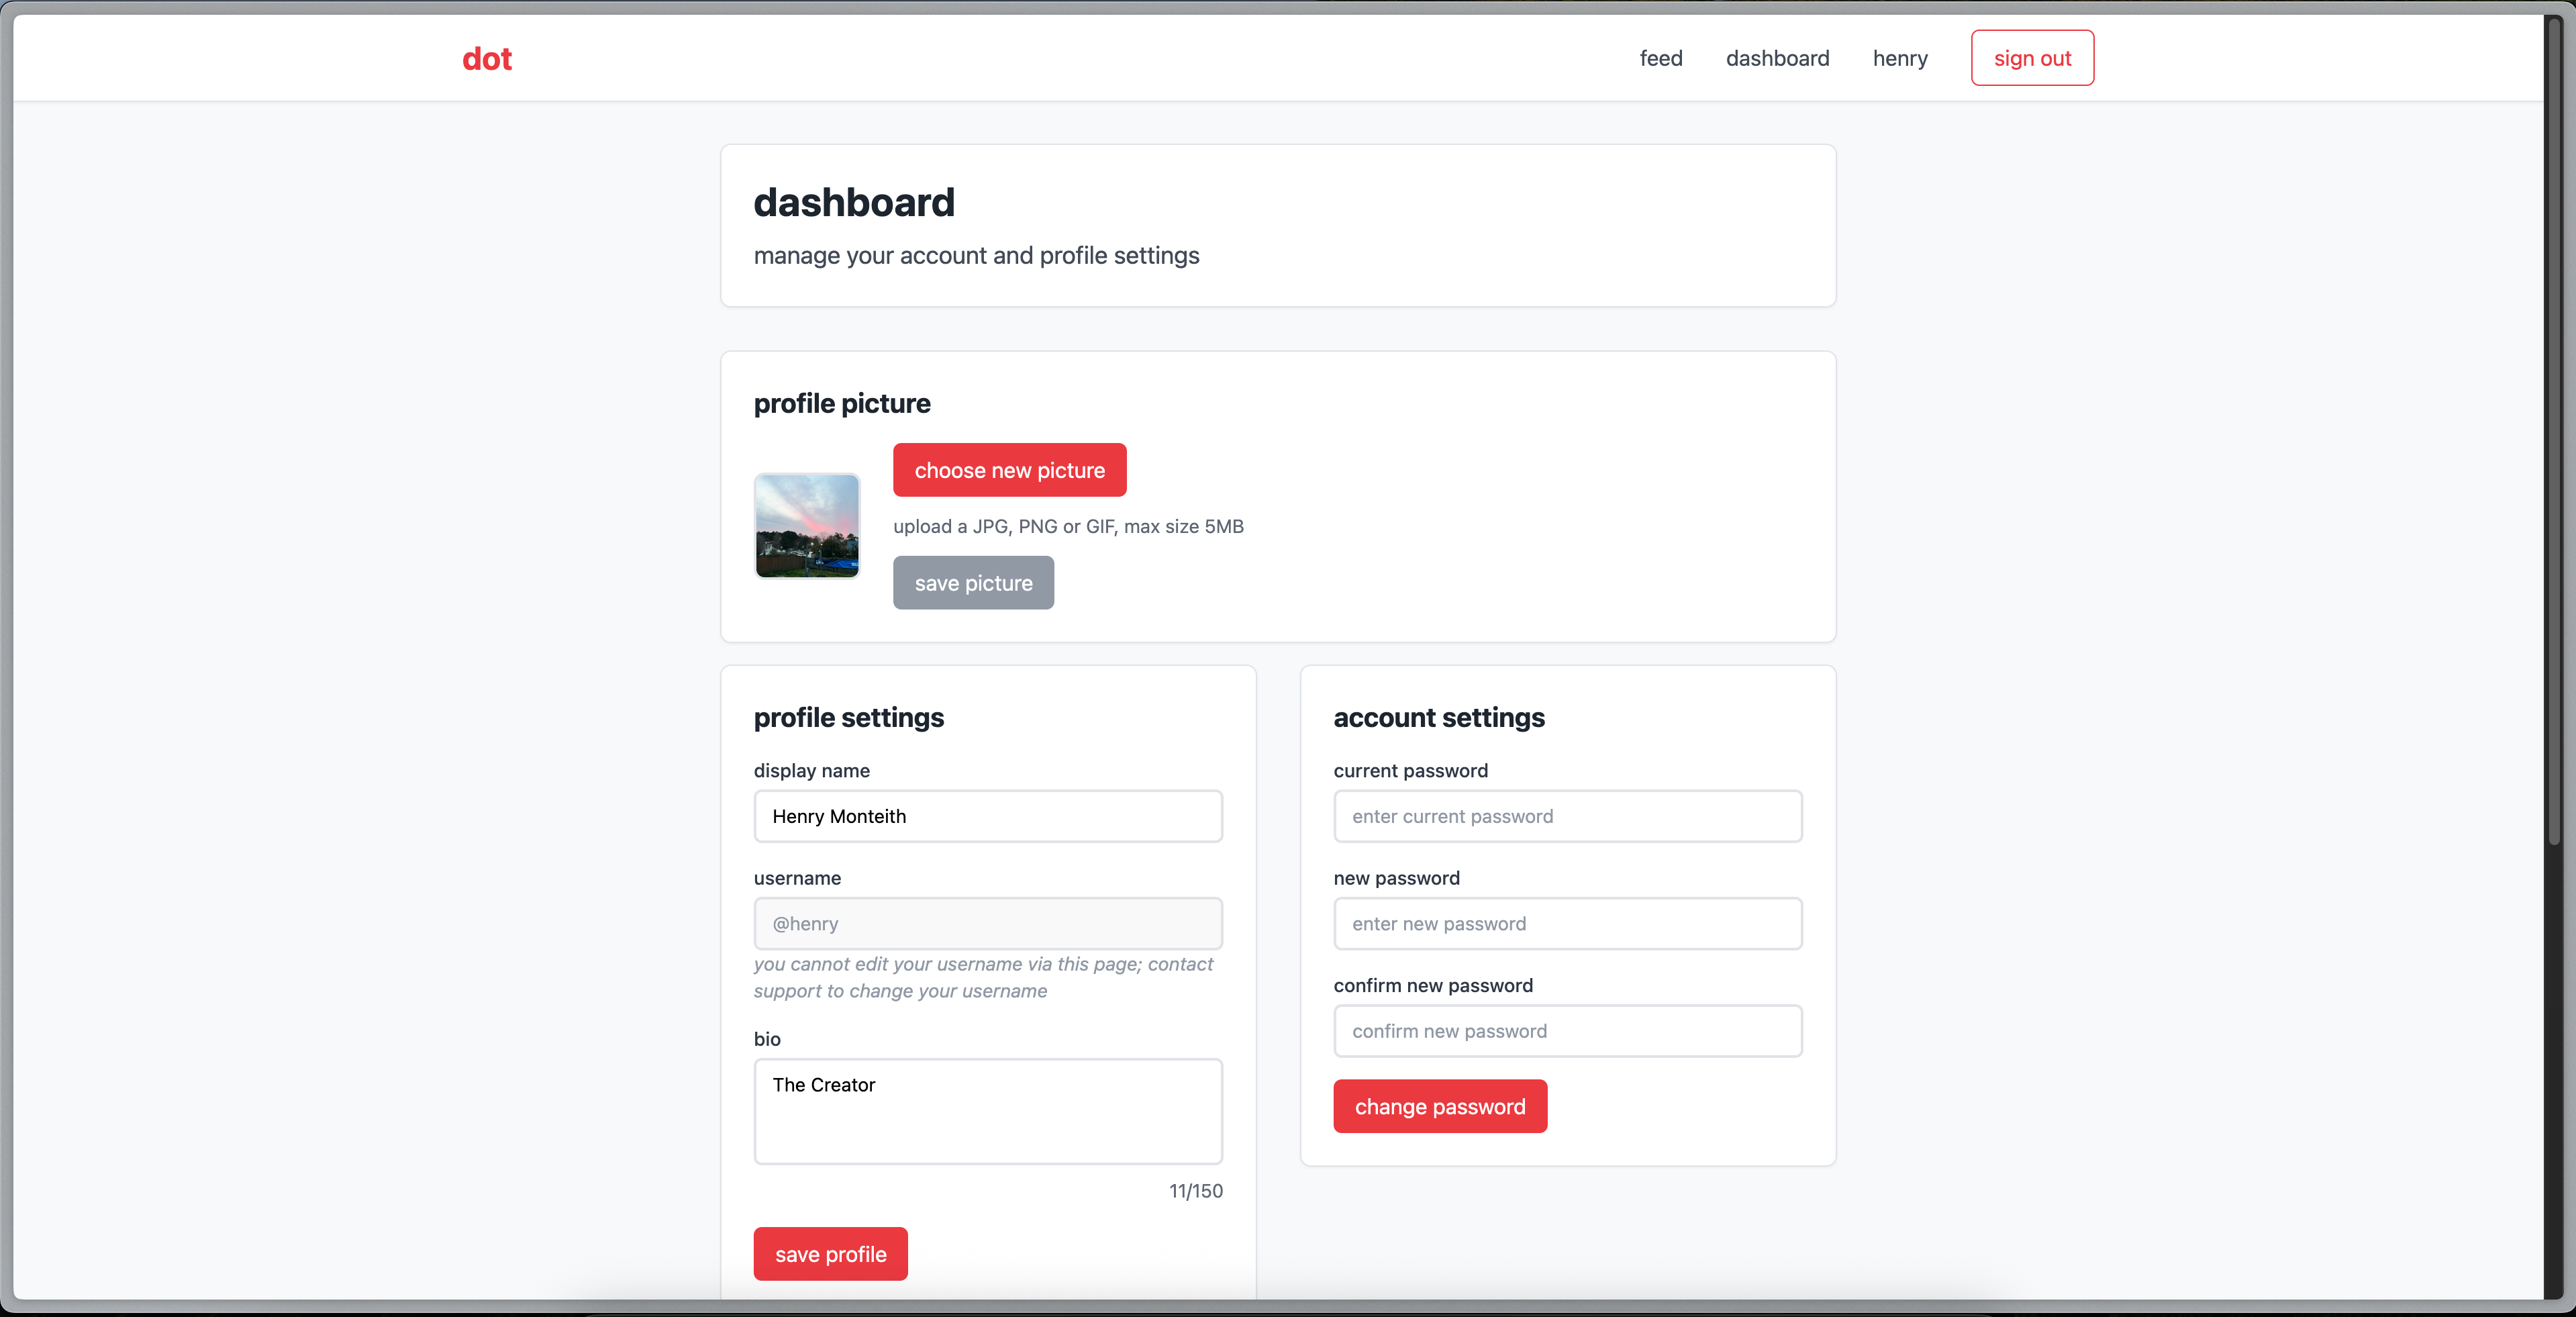 dot
feed
dashboard
henry
sign out
dashboard
manage your account and profile settings
profile picture
choose new picture
upload a JPG, PNG or GIF, max size 5MB
save picture
profile settings
display name
Henry Monteith
username
@henry
you cannot edit your username via this page; contact
support to change your username
bio
The Creator
11/150
save profile
account settings
current password
enter current password
new password
enter new password
confirm new password
confirm new password
change password